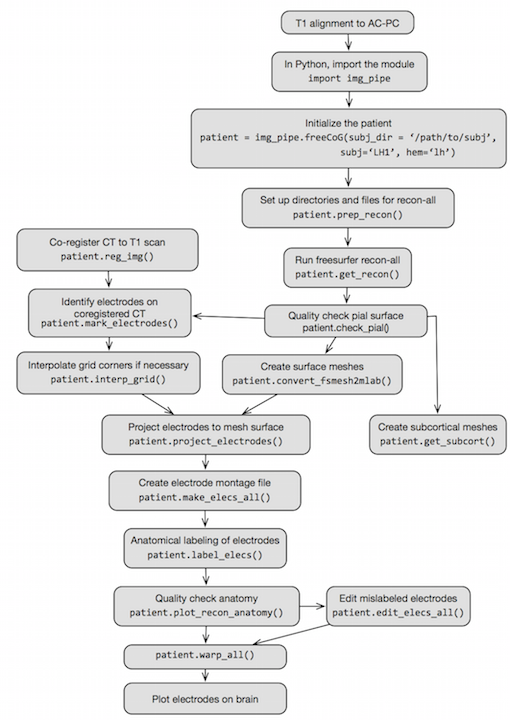 T1 alignment to AC-PC
In Python, import the module
import img_pipe
Initialize the patient
patient = img_pipe.freeCoG(subj_dir = ‘/path/to/subj’,
subj=‘LH1’, hem=‘lh’)
Set up directories and files for recon-all
patient.prep_recon()
Co-register CT to T1 scan
patient.reg_img()
Run freesurfer recon-all
patient.get_recon()
Identify electrodes on
coregistered CT
patient.mark_electrodes()
Quality check pial surface
patient.check_pial()
Interpolate grid corners if necessary
patient.interp_grid()
Create surface meshes
patient.convert_fsmesh2mlab()
Project electrodes to mesh surface
patient.project_electrodes()
Create subcortical meshes
patient.get_subcort()
Create electrode montage file
patient.make_elecs_all()
Anatomical labeling of electrodes
patient.label_elecs()
Quality check anatomy
patient.plot_recon_anatomy()
Edit mislabeled electrodes
patient.edit_elecs_all()
patient.warp_all()
Plot electrodes on brain